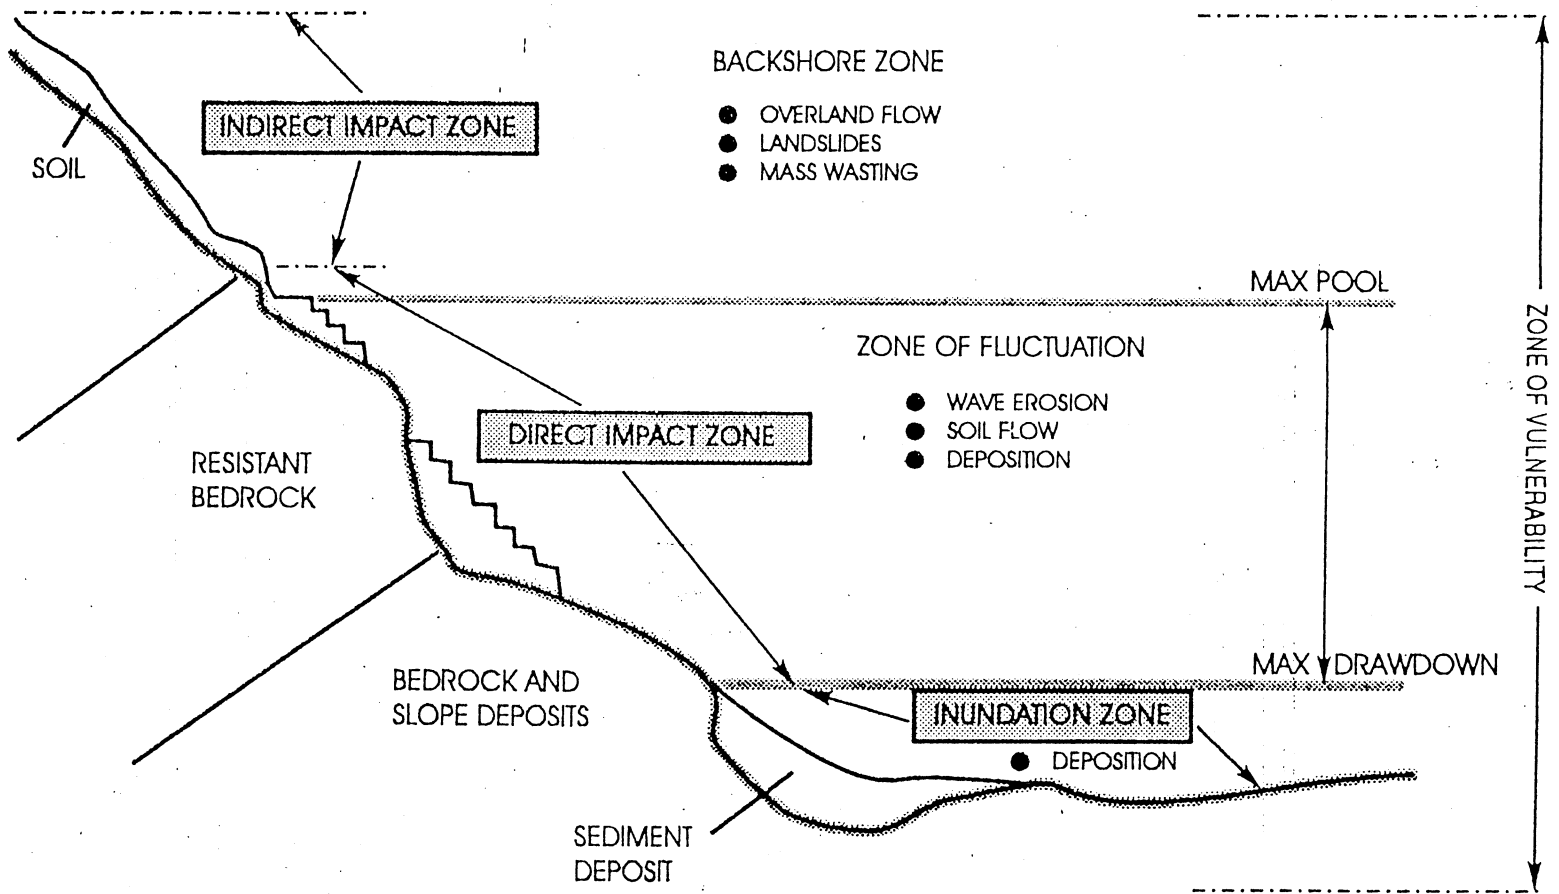 BACKSHORE ZONE
● OVERLAND FLOW
● LANDSLIDES
● MASS WASTING
INDIRECT IMPACT ZONE
SOIL
MAX POOL
ZONE OF FLUCTUATION
● WAVE EROSION
● SOIL FLOW
● DEPOSITION
DIRECT IMPACT ZONE
ZONE OF VULNERABILITY
RESISTANT
BEDROCK
MAX DRAWDOWN
BEDROCK AND
SLOPE DEPOSITS
INUNDATION ZONE
● DEPOSITION
SEDIMENT
DEPOSIT